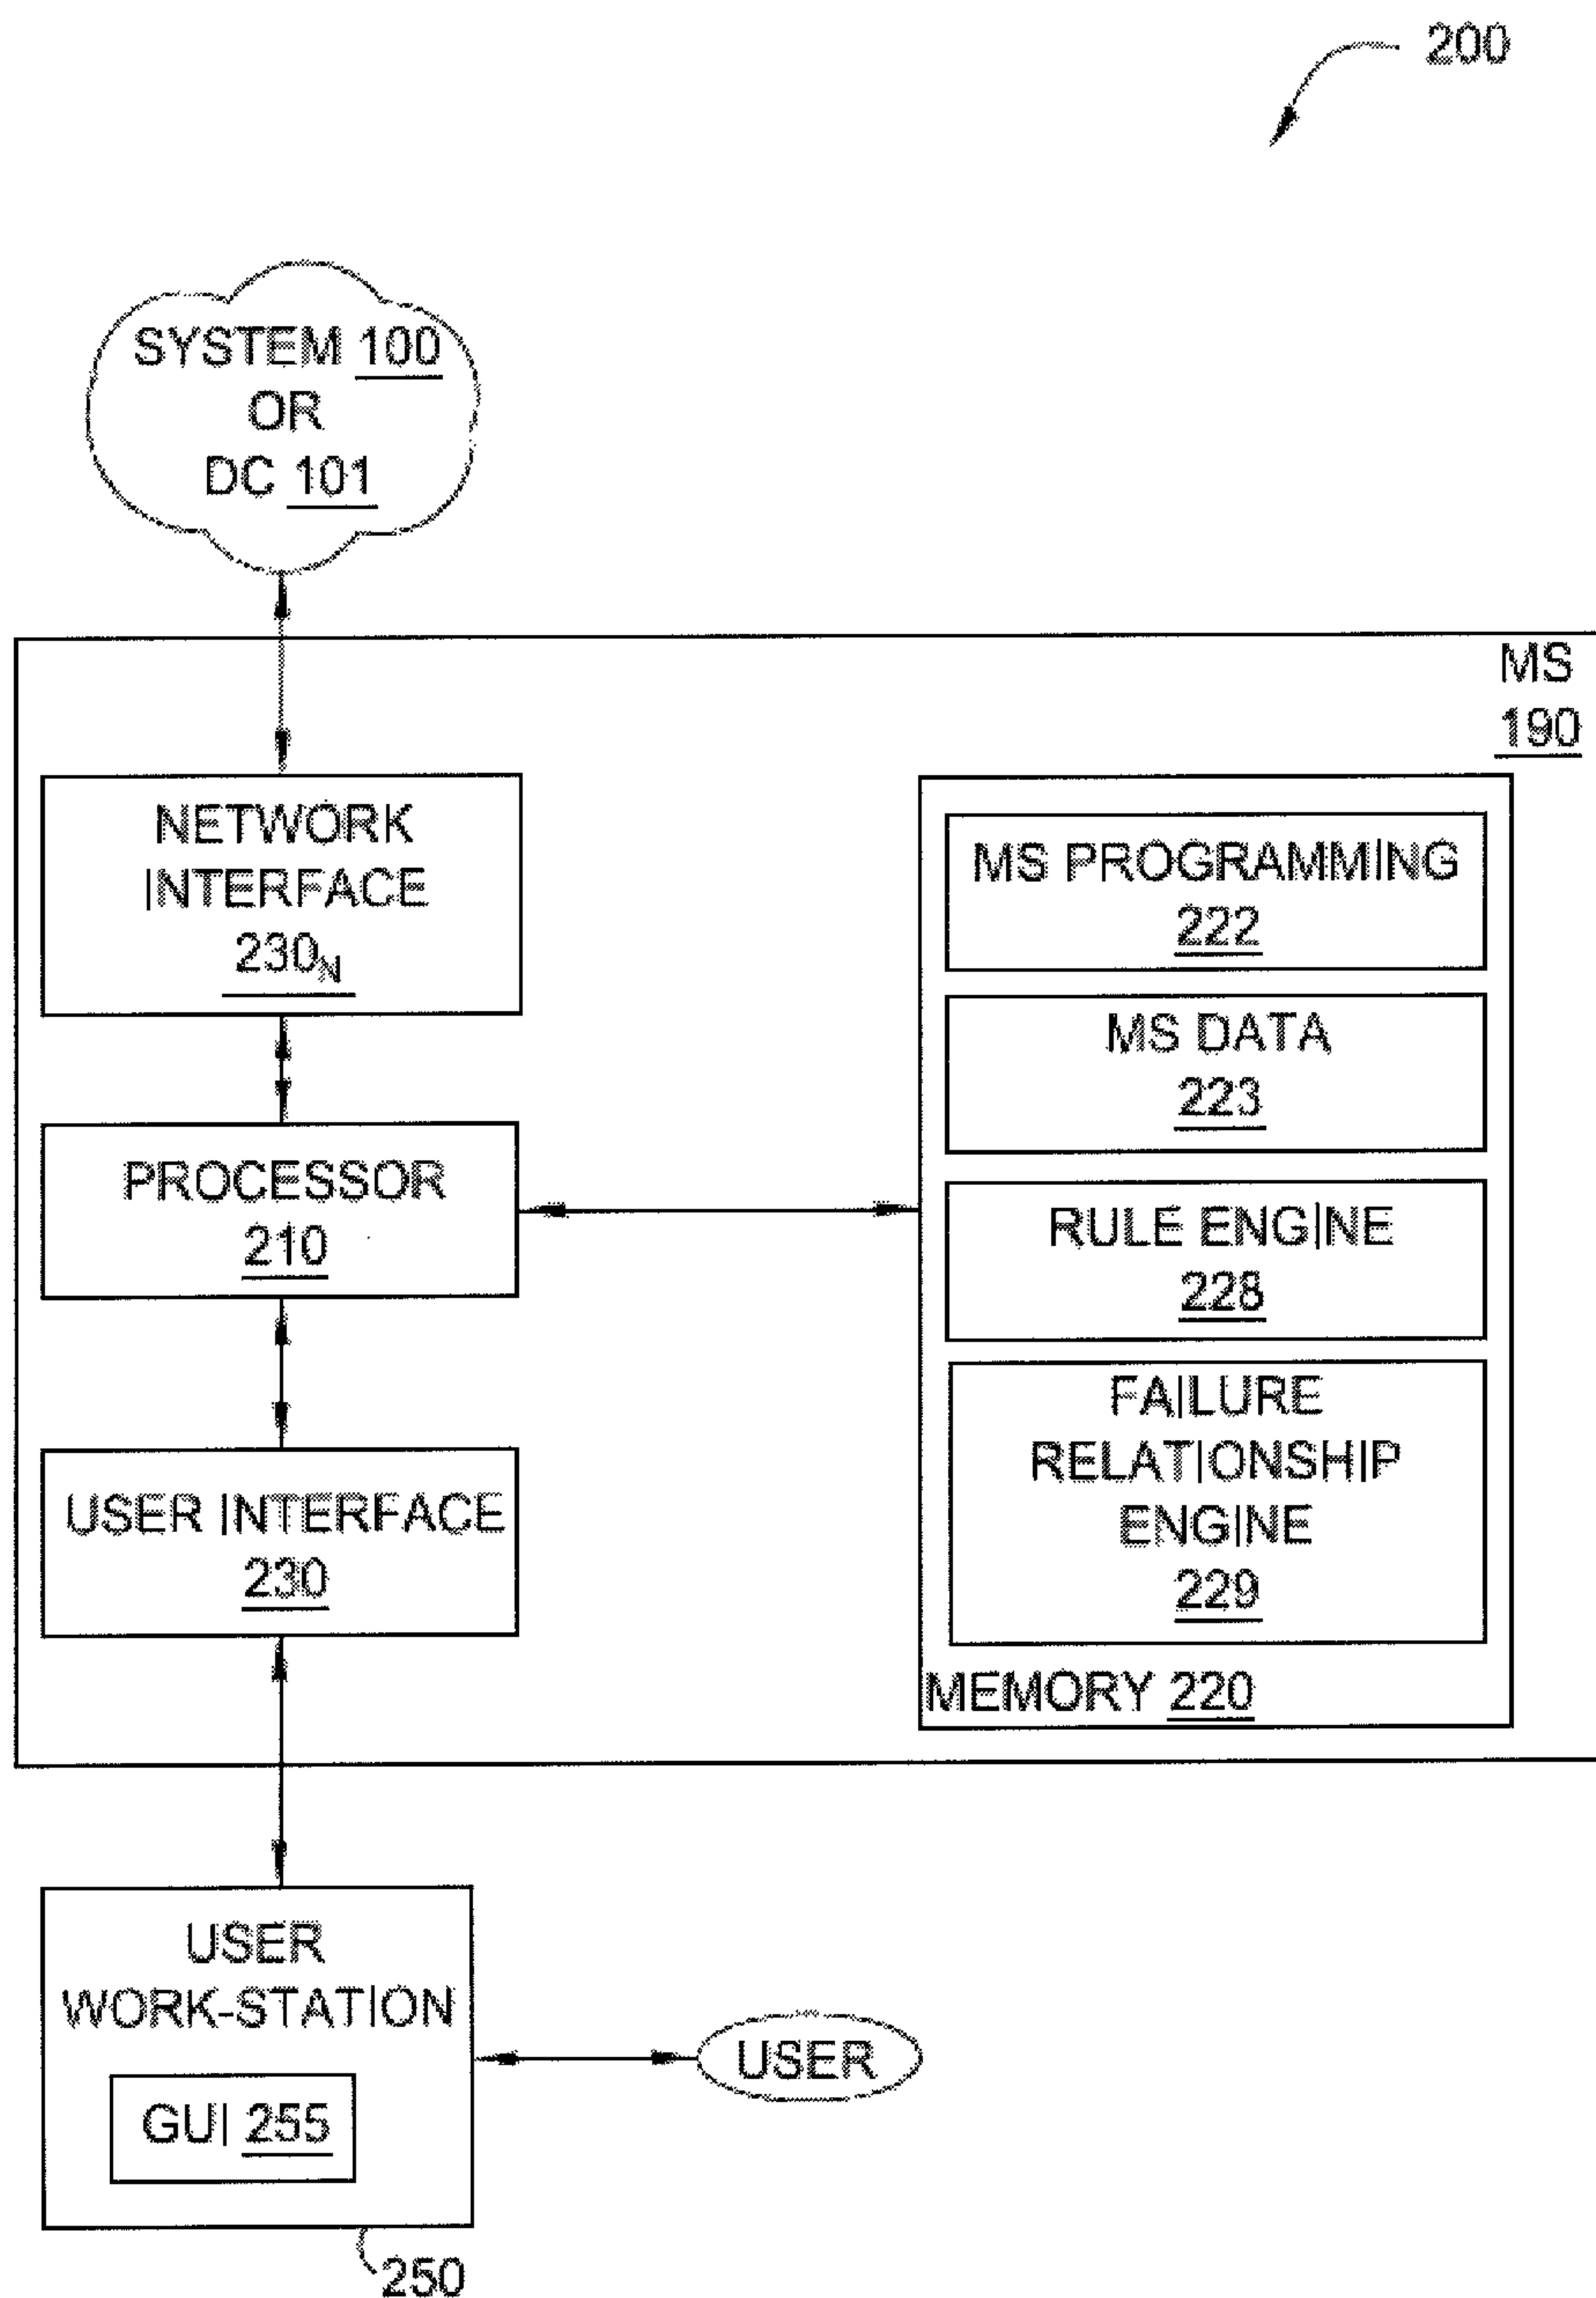 200
SYSTEM 100
OR
DC 101
MS
190
NETWORK
INTERFACE
230N
PROCESSOR
210
USER INTERFACE
230
MS PROGRAMMING
222
MS DATA
223
RULE ENGINE
228
FAILURE
RELATIONSHIP
ENGINE
229
MEMORY 220
USER
WORK-STATION
GUI 255
250
USER